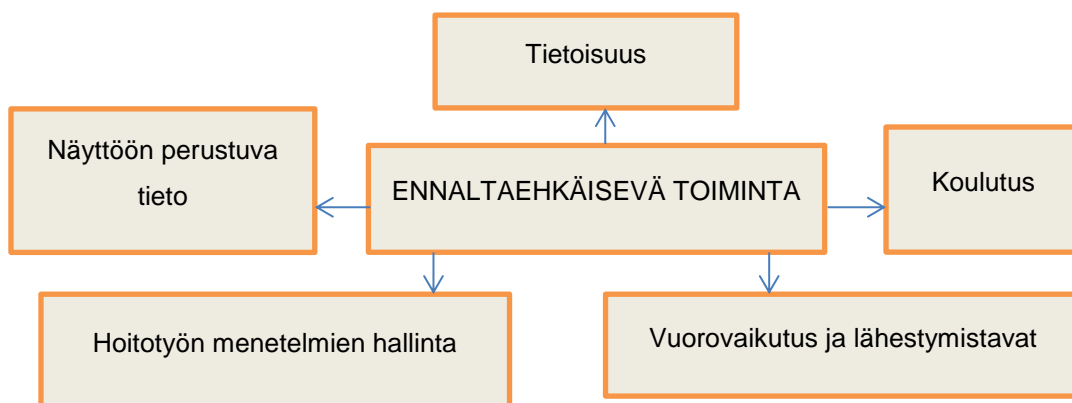 Tietoisuus
Näyttöön perustuva
tieto
ENNALTAEHKÄISEVÄ TOIMINTA
Koulutus
Hoitotyön menetelmien hallinta
Vuorovaikutus ja lähestymistavat